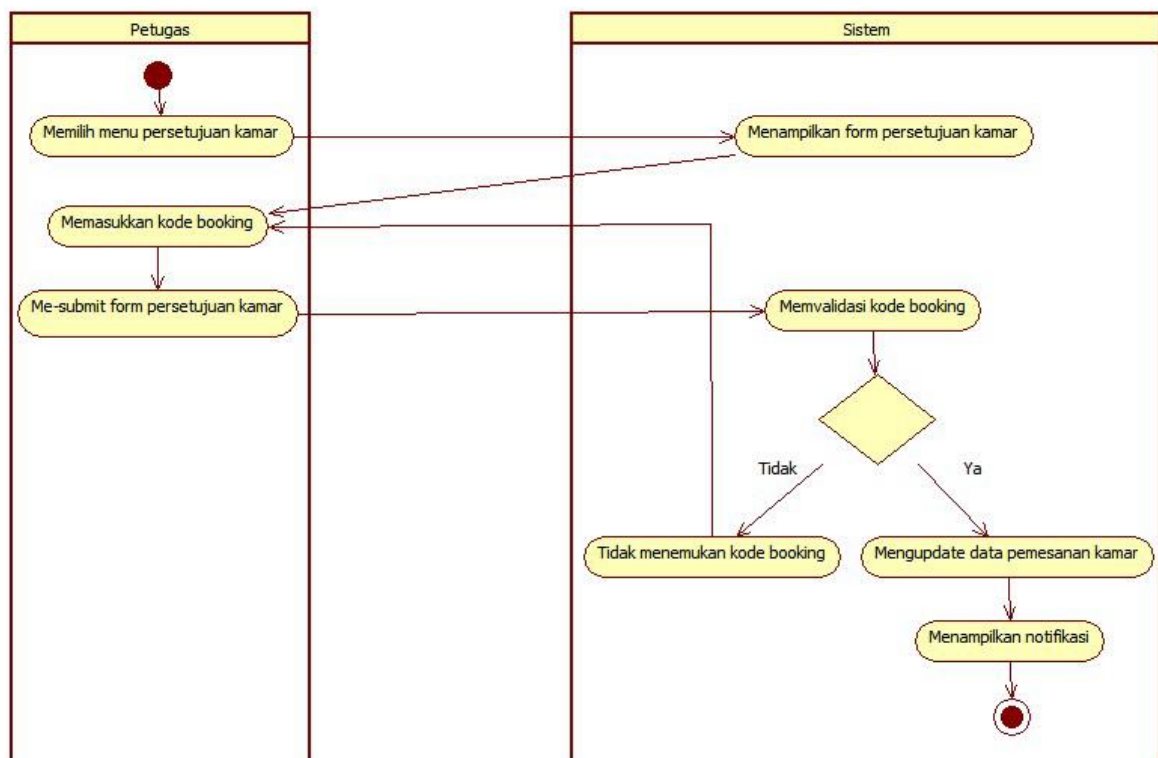 Petugas
Sistem
Memilih menu persetujuan kamar
Menampilkan form persetujuan kamar
Memasukkan kode booking
Me-submit form persetujuan kamar
Memvalidasi kode booking
Tidak
Ya
Tidak menemukan kode booking
Mengupdate data pemesanan kamar
Menampilkan notifikasi